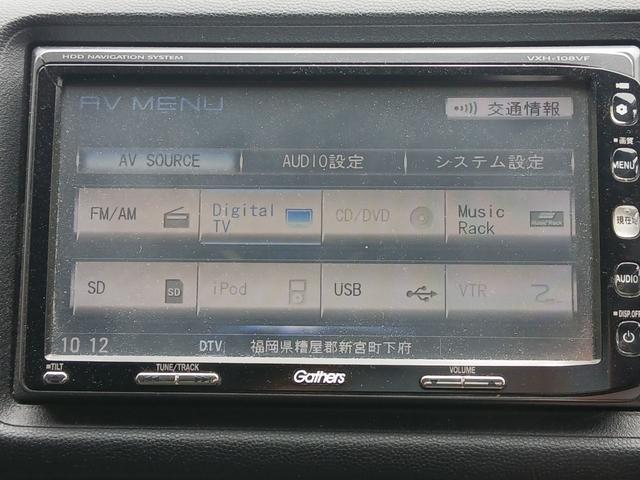 HDD NAVIGATION SYSTEM
VXH-108VF
AV MENU
交通情報
AV SOURCE
AUDIO設定
システム設定
FM/AM
Digital TV
CD/DVD
Music Rack
SD
SD
iPod
USB
VTR
10 12
DTV
福岡県糟屋郡新宮町下府
画質
MENU
現在地
AUDIO
DISP.OFF
TILT
TUNE/TRACK
Gathers
VOLUME